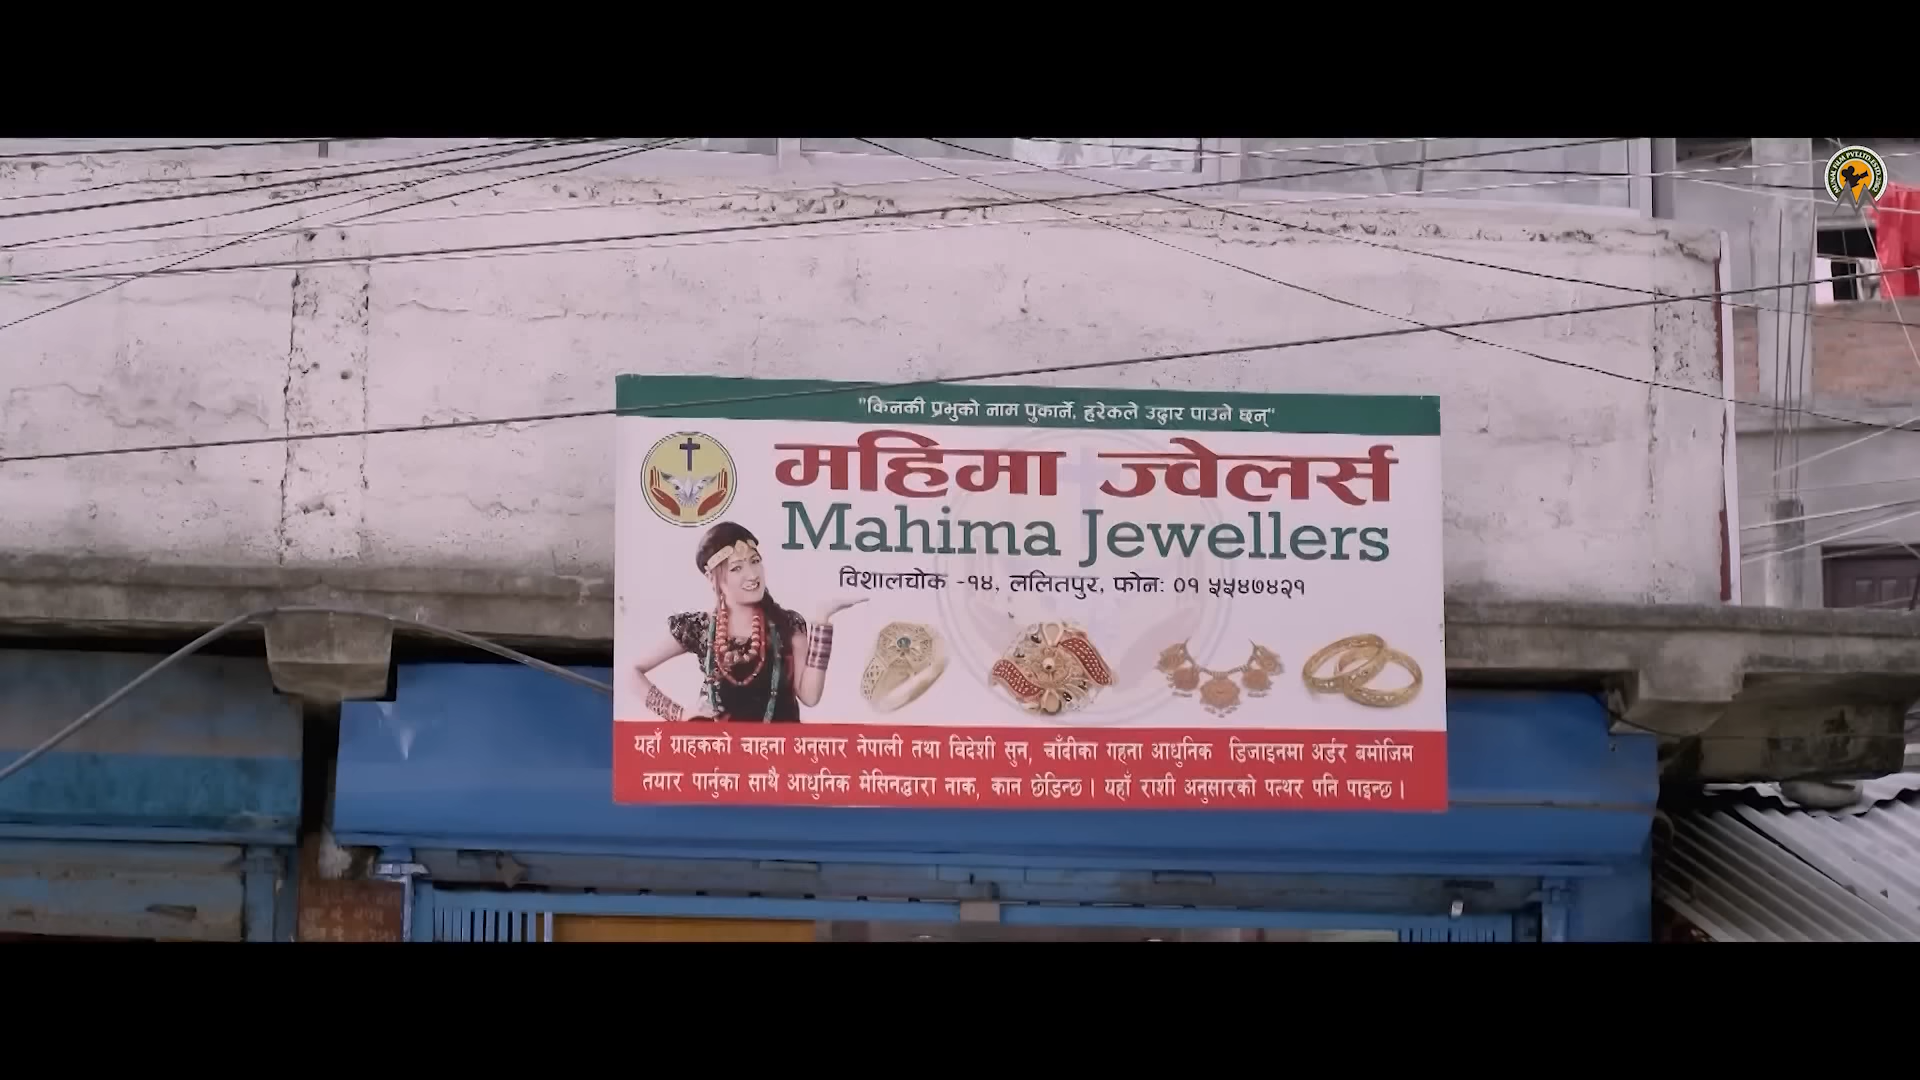 "किनकी प्रभुको नाम पुकार्ने, हरेकले उद्धार पाउने छन्"
महिमा ज्वेलर्स
Mahima Jewellers
विशालचोक -१४, ललितपुर, फोन: 01 ५५४७४२१
यहाँ ग्राहकको चाहना अनुसार नेपाली तथा विदेशी सुन, चाँदीका गहना आधुनिक डिजाइनमा अर्डर बमोजिम
तयार पार्नुका साथै आधुनिक मेसिनद्वारा नाक, कान छेडिन्छ। यहाँ राशी अनुसारको पत्थर पनि पाइन्छ।